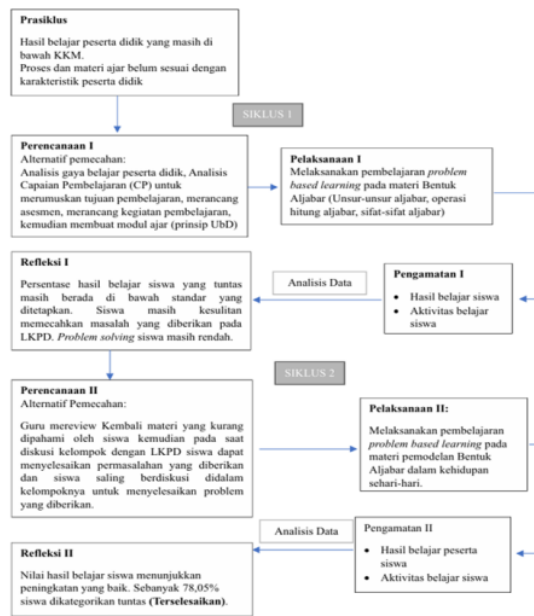 Prasiklus
Hasil belajar peserta didik yang masih di
bawah KKM.
Proses dan materi ajar belum sesuai dengan
karakteristik peserta didik
SIKLUS 1
Perencanaan I
Alternatif pemecahan:
Analisis gaya belajar peserta didik, Analisis
Capaian Pembelajaran (CP) untuk
merumuskan tujuan pembelajaran, merancang
asesmen, merancang kegiatan pembelajaran,
kemudian membuat modul ajar (prinsip UbD)
Pelaksanaan I
Melaksanakan pembelajaran problem
based learning pada materi Bentuk
Aljabar (Unsur-unsur aljabar, operasi
hitung aljabar, sifat-sifat aljabar)
Refleksi I
Persentase hasil belajar siswa yang tuntas
masih berada di bawah standar yang
ditetapkan. Siswa masih kesulitan
memecahkan masalah yang diberikan pada
LKPD. Problem solving siswa masih rendah.
Analisis Data
Pengamatan I
• Hasil belajar siswa
• Aktivitas belajar
siswa
SIKLUS 2
Perencanaan II
Alternatif Pemecahan:
Guru mereview Kembali materi yang kurang
dipahami oleh siswa kemudian pada saat
diskusi kelompok dengan LKPD siswa dapat
menyelesaikan permasalahan yang diberikan
dan siswa saling berdiskusi didalam
kelompoknya untuk menyelesaikan problem
yang diberikan.
Pelaksanaan II:
Melaksanakan pembelajaran
problem based learning pada
materi pemodelan Bentuk
Aljabar dalam kehidupan
sehari-hari.
Refleksi II
Nilai hasil belajar siswa menunjukkan
peningkatan yang baik. Sebanyak 78,05%
siswa dikategorikan tuntas (Terselesaikan).
Analisis Data
Pengamatan II
• Hasil belajar peserta
siswa
• Aktivitas belajar siswa